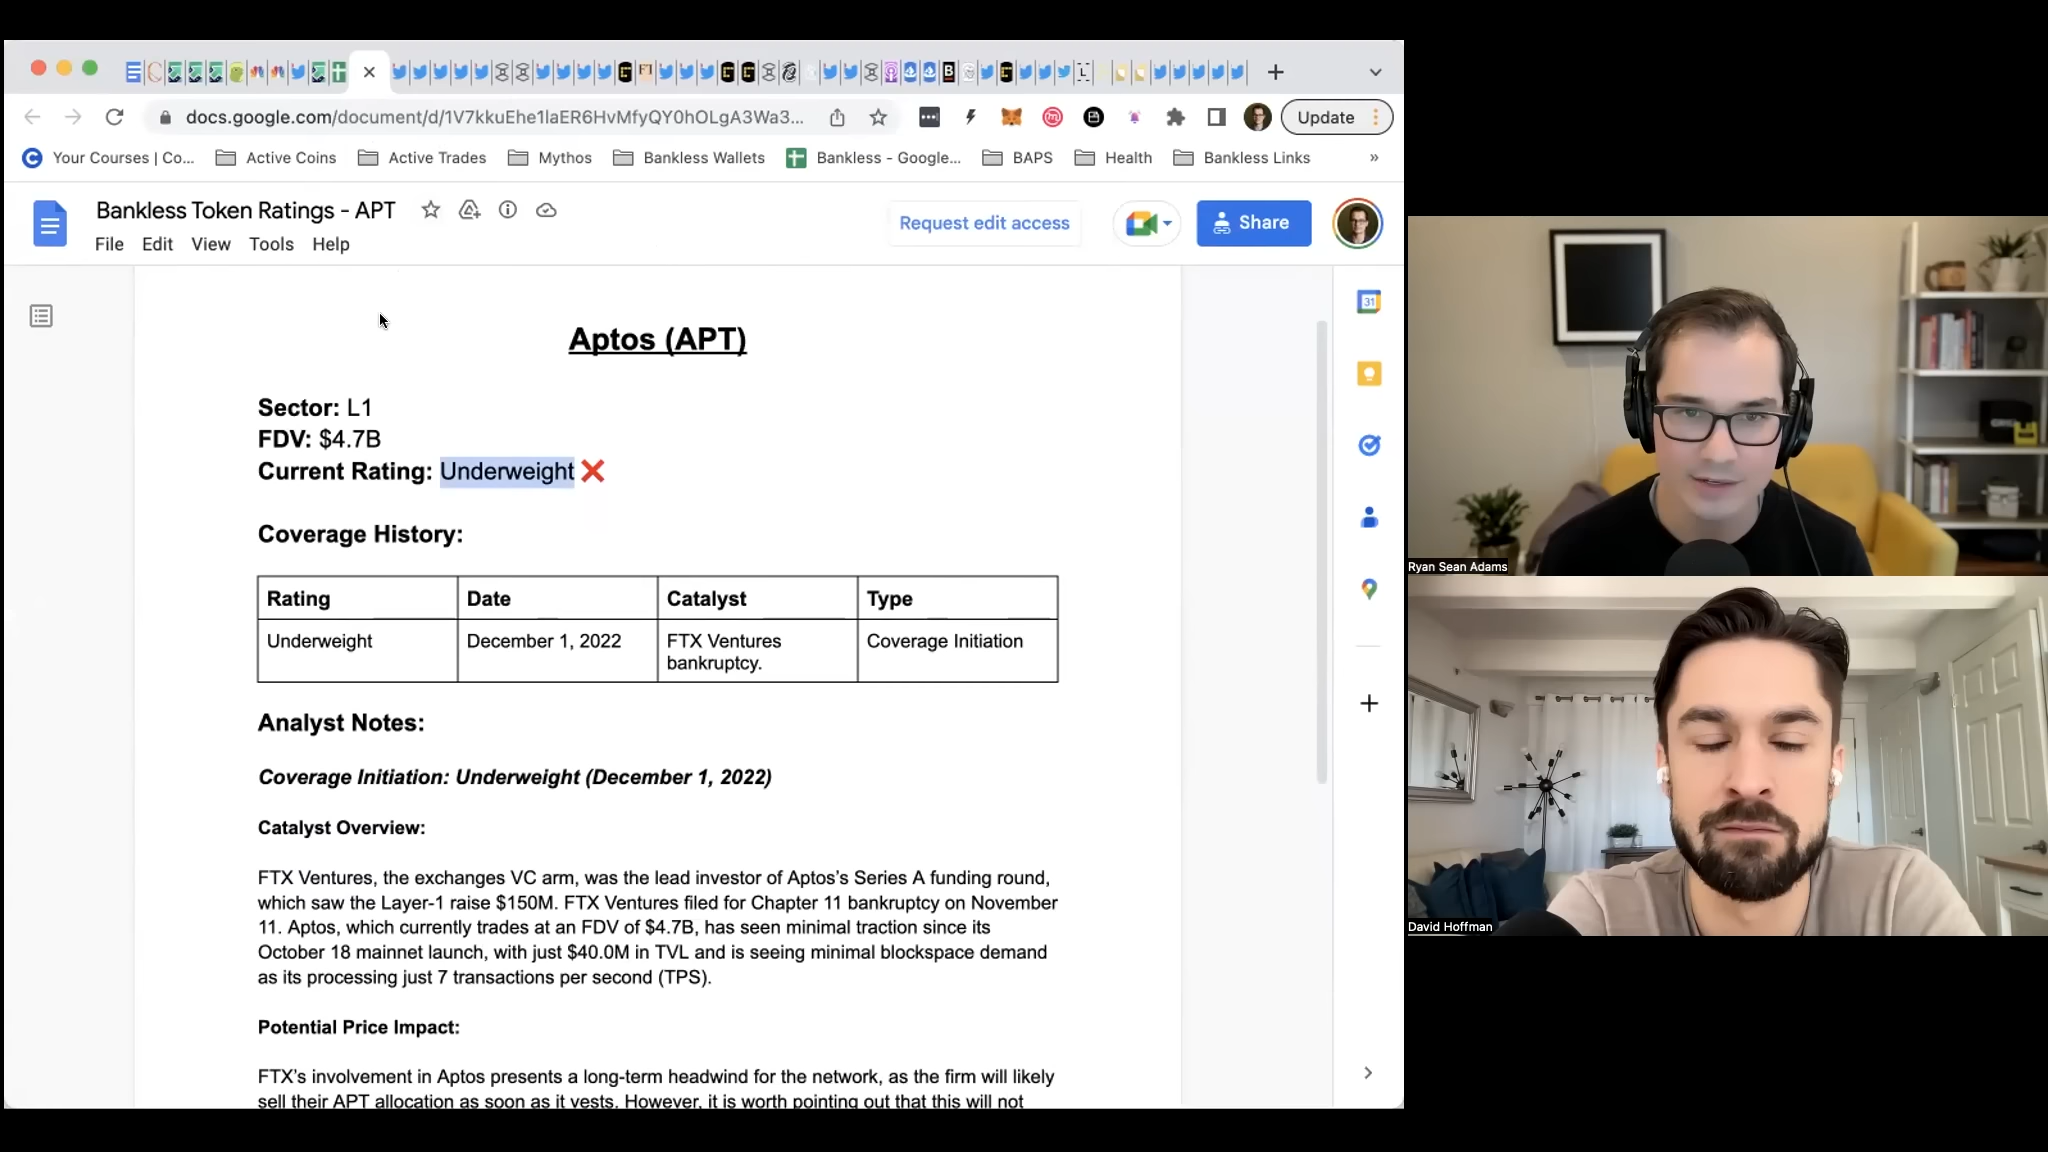 docs.google.com/document/d/1V7kkuEhe1laER6HvMfyQY0hOLgA3Wa3...
Update
Your Courses | Co...
Active Coins
Active Trades
Mythos
Bankless Wallets
Bankless - Google...
BAPS
Health
Bankless Links
»
Bankless Token Ratings - APT
File Edit View Tools Help
Request edit access
Share
Aptos (APT)
Sector: L1
FDV: $4.7B
Current Rating: Underweight ❌
Coverage History:
Rating Date Catalyst Type
Underweight December 1, 2022 FTX Ventures Coverage Initiation
bankruptcy.
Analyst Notes:
Coverage Initiation: Underweight (December 1, 2022)
Catalyst Overview:
FTX Ventures, the exchanges VC arm, was the lead investor of Aptos's Series A funding round,
which saw the Layer-1 raise $150M. FTX Ventures filed for Chapter 11 bankruptcy on November
11. Aptos, which currently trades at an FDV of $4.7B, has seen minimal traction since its
October 18 mainnet launch, with just $40.0M in TVL and is seeing minimal blockspace demand
as its processing just 7 transactions per second (TPS).
Potential Price Impact:
FTX's involvement in Aptos presents a long-term headwind for the network, as the firm will likely
sell their APT allocation as soon as it vests. However, it is worth pointing out that this will not
31
Ryan Sean Adams
David Hoffman